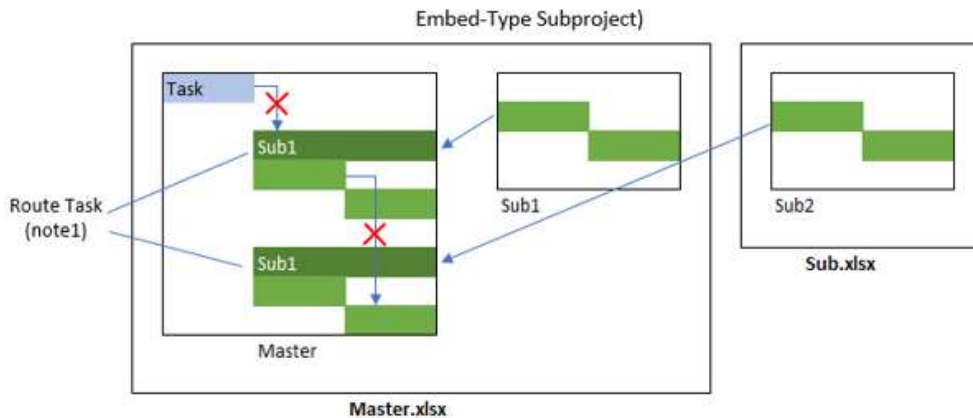 Embed-Type Subproject)
Task
Sub1
Route Task
(note1)
Sub1
Master
Master.xlsx
Sub1
Sub2
Sub.xlsx